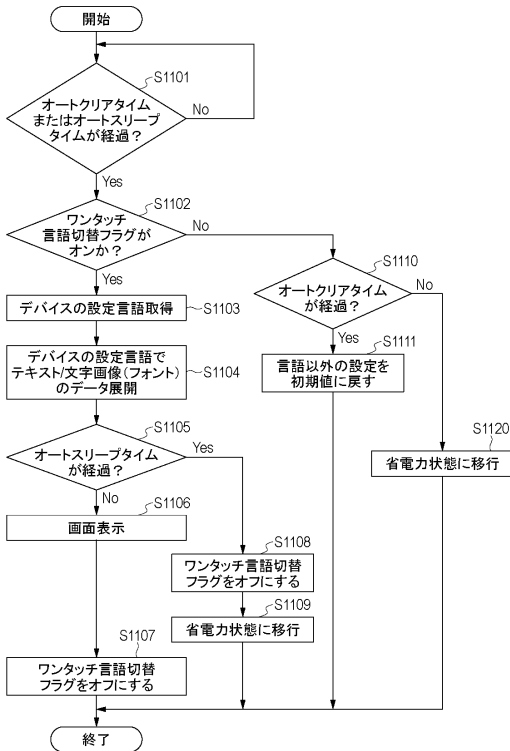 開始
S1101
オートクリアタイム
またはオートスリープ
タイムが経過？
No
Yes
S1102
ワンタッチ
言語切替フラグが
オンか？
No
Yes
S1103
デバイスの設定言語取得
S1110
オートクリアタイム
が経過？
No
Yes
S1104
デバイスの設定言語で
テキスト/文字画像(フォント)
のデータ展開
S1111
言語以外の設定を
初期値に戻す
S1105
オートスリープタイム
が経過？
Yes
No
S1120
省電力状態に移行
S1106
画面表示
S1108
ワンタッチ言語切替
フラグをオフにする
S1109
省電力状態に移行
S1107
ワンタッチ言語切替
フラグをオフにする
終了